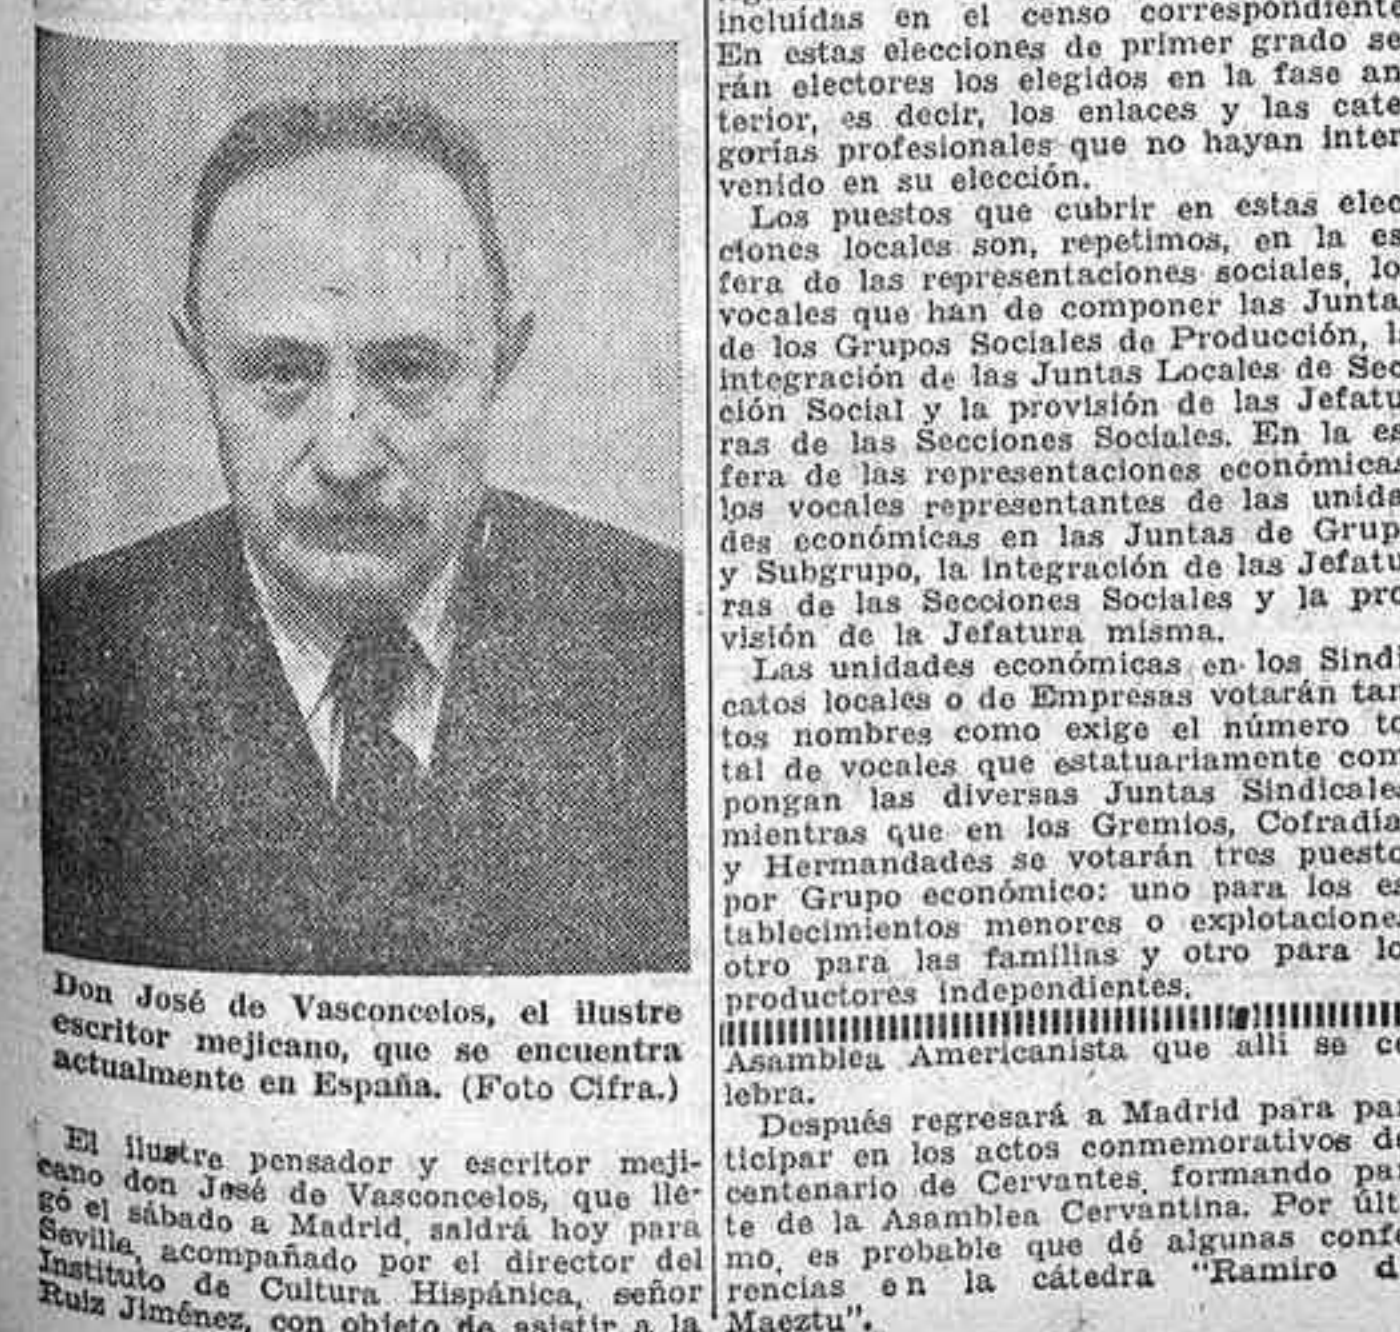 incluídas en el censo correspondiente
En estas elecciones de primer grado se
rán electores los elegidos en la fase an
terior, es decir, los enlaces y las cate
gorías profesionales que no hayan inter
venido en su elección.
Los puestos que cubrir en estas elec
ciones locales son, repetimos, en la es
fera de las representaciones sociales, lo
vocales que han de componer las Junta
de los Grupos Sociales de Producción, l
integración de las Juntas Locales de Sec
ción Social y la provisión de las Jefatu
ras de las Secciones Sociales. En la es
fera de las representaciones económicas
los vocales representantes de las unida
des económicas en las Juntas de Grup
y Subgrupo, la integración de las Jefatu
ras de las Secciones Sociales y la pro
visión de la Jefatura misma.
Las unidades económicas en los Sindi
catos locales o de Empresas votarán tan
tos nombres como exige el número to
tal de vocales que estatuariamente com
pongan las diversas Juntas Sindicales
mientras que en los Gremios, Cofradía
y Hermandades se votarán tres puesto
por Grupo económico: uno para los es
tablecimientos menores o explotacione
otro para las familias y otro para lo
productores independientes.
Don José de Vasconcelos, el ilustre
escritor mejicano, que se encuentra
actualmente en España. (Foto Cifra.)
El ilustre pensador y escritor meji-
cano don José de Vasconcelos, que lle-
gó el sábado a Madrid, saldrá hoy para
Sevilla, acompañado por el director del
Instituto de Cultura Hispánica, señor
Ruiz Jiménez, con objeto de asistir a la
Asamblea Americanista que allí se ce
lebra.
Después regresará a Madrid para par
ticipar en los actos conmemorativos de
centenario de Cervantes, formando par
te de la Asamblea Cervantina. Por últi
mo, es probable que dé algunas confe
rencias en la cátedra "Ramiro d
Maeztu".